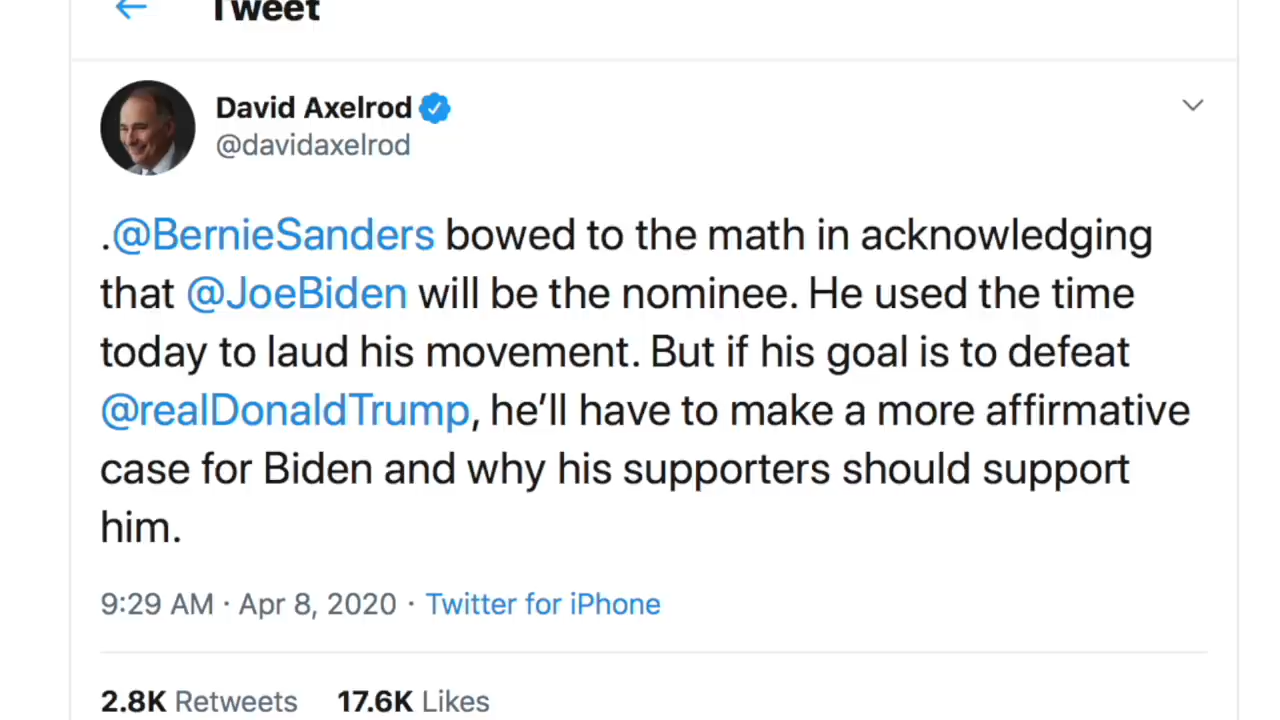 Tweet
David Axelrod
@davidaxelrod
.@BernieSanders bowed to the math in acknowledging
that @JoeBiden will be the nominee. He used the time
today to laud his movement. But if his goal is to defeat
@realDonaldTrump, he’ll have to make a more affirmative
case for Biden and why his supporters should support
him.
9:29 AM · Apr 8, 2020 · Twitter for iPhone
2.8K Retweets 17.6K Likes